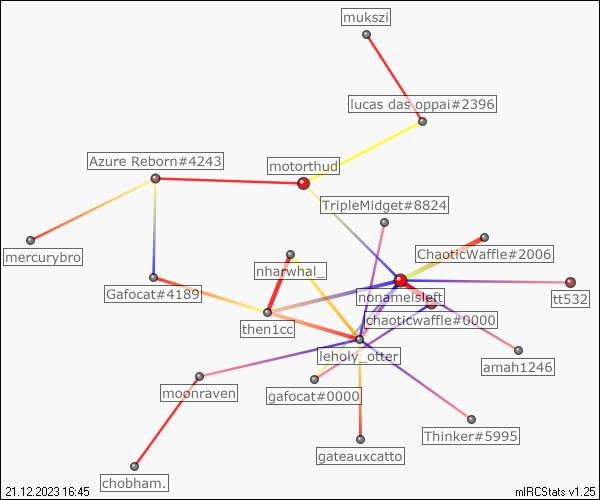 mukszi
lucas das oppai#2396
Azure Reborn#4243
motorthud
TripleMidget#8824
mercurybro
ChaoticWaffle#2006
nharwhal_
Gafocat#4189
nonameisleft
tt532
chaoticwaffle#0000
then1cc
leholy_otter
amah1246
moonraven
gafocat#0000
Thinker#5995
gateauxcatto
chobham.
21.12.2023 16:45
mIRCStats v1.25